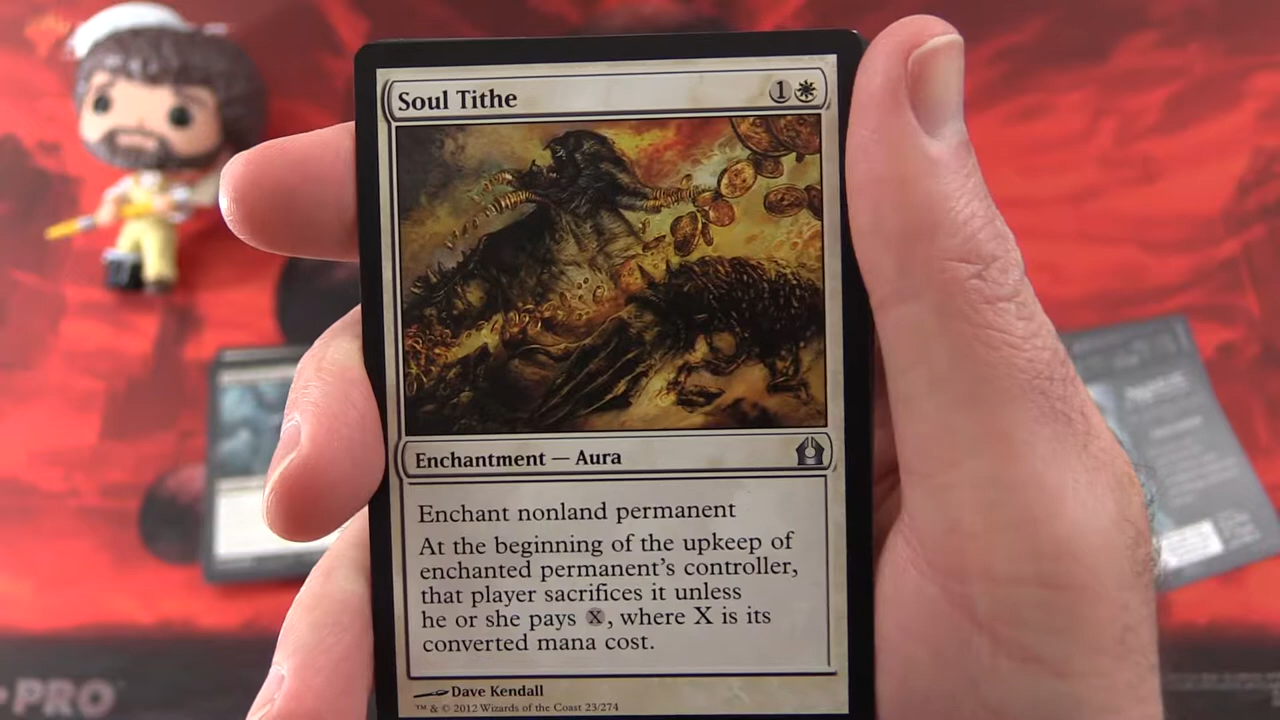 Soul Tithe 1
Enchantment — Aura
Enchant nonland permanent
At the beginning of the upkeep of
enchanted permanent's controller,
that player sacrifices it unless
he or she pays X, where X is its
converted mana cost.
Dave Kendall
™ & © 2012 Wizards of the Coast 23/274
-PRO